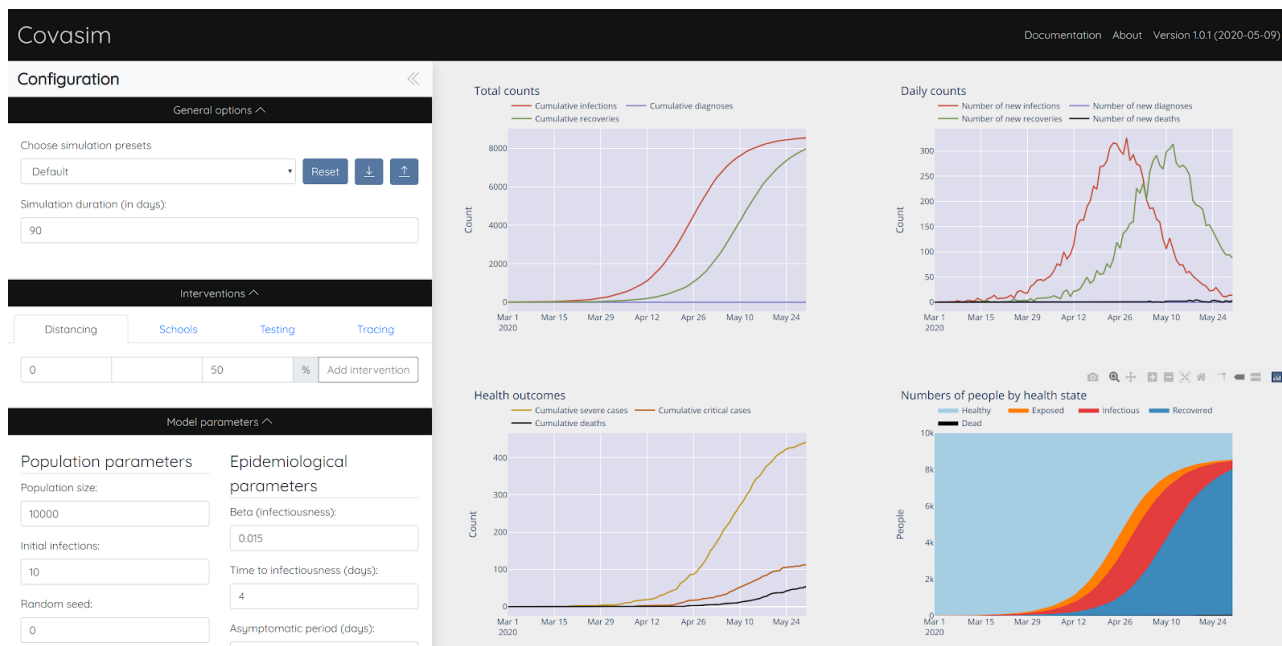 Covasim
Documentation About Version 1.0.1 (2020-05-09)
Configuration
General options
Choose simulation presets
Default
Reset
Simulation duration (in days):
90
Interventions
Distancing Schools Testing Tracing
0 50 % Add intervention
Model parameters
Population parameters
Population size:
10000
Initial infections:
10
Random seed:
0
Epidemiological
parameters
Beta (infectiousness):
0.015
Time to infectiousness (days):
4
Asymptomatic period (days):
Total counts
Cumulative infections Cumulative diagnoses
Cumulative recoveries
8000
6000
4000
2000
0
Count
Mar 1 Mar 15 Mar 29 Apr 12 Apr 26 May 10 May 24
2020
Daily counts
Number of new infections Number of new diagnoses
Number of new recoveries Number of new deaths
300
250
200
150
100
50
0
Count
Mar 1 Mar 15 Mar 29 Apr 12 Apr 26 May 10 May 24
2020
Health outcomes
Cumulative severe cases Cumulative critical cases
Cumulative deaths
400
300
200
100
0
Count
Mar 1 Mar 15 Mar 29 Apr 12 Apr 26 May 10 May 24
2020
Numbers of people by health state
Healthy Exposed Infectious Recovered
Dead
10k
8k
6k
4k
2k
0
People
Mar 1 Mar 15 Mar 29 Apr 12 Apr 26 May 10 May 24
2020